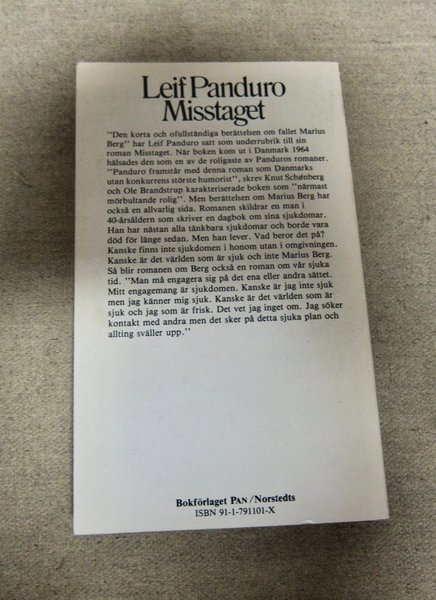 Leif Panduro
Misstaget
"Den korta och ofullständiga berättelsen om fallet Marius
Berg" har Leif Panduro satt som underrubrik till sin
roman Misstaget. När boken kom ut i Danmark 1964
hälsades den som en av de roligaste av Panduros romaner.
"Panduro framstår med denna roman som Danmarks
utan konkurrens störste humorist", skrev Knut Schønberg
och Ole Brandstrup karakteriserade boken som "närmast
mörbultande rolig". Men berättelsen om Marius Berg har
också en allvarlig sida. Romanen skildrar en man i
40-årsåldern som skriver en dagbok om sina sjukdomar.
Han har nästan alla tänkbara sjukdomar och borde vara
död för länge sedan. Men han lever. Vad beror det på?
Kanske finns inte sjukdomen i honom utan i omgivningen.
Kanske är det världen som är sjuk och inte Marius Berg.
Så blir romanen om Berg också en roman om vår sjuka
tid. "Man må engagera sig på det ena eller andra sättet.
Mitt engagemang är sjukdomen. Kanske är jag inte sjuk
men jag känner mig sjuk. Kanske är det världen som är
sjuk och jag som är frisk. Det vet jag inget om. Jag söker
kontakt med andra men det sker på detta sjuka plan och
allting sväller upp."
Bokförlaget PAN/Norstedts
ISBN 91-1-791101-X